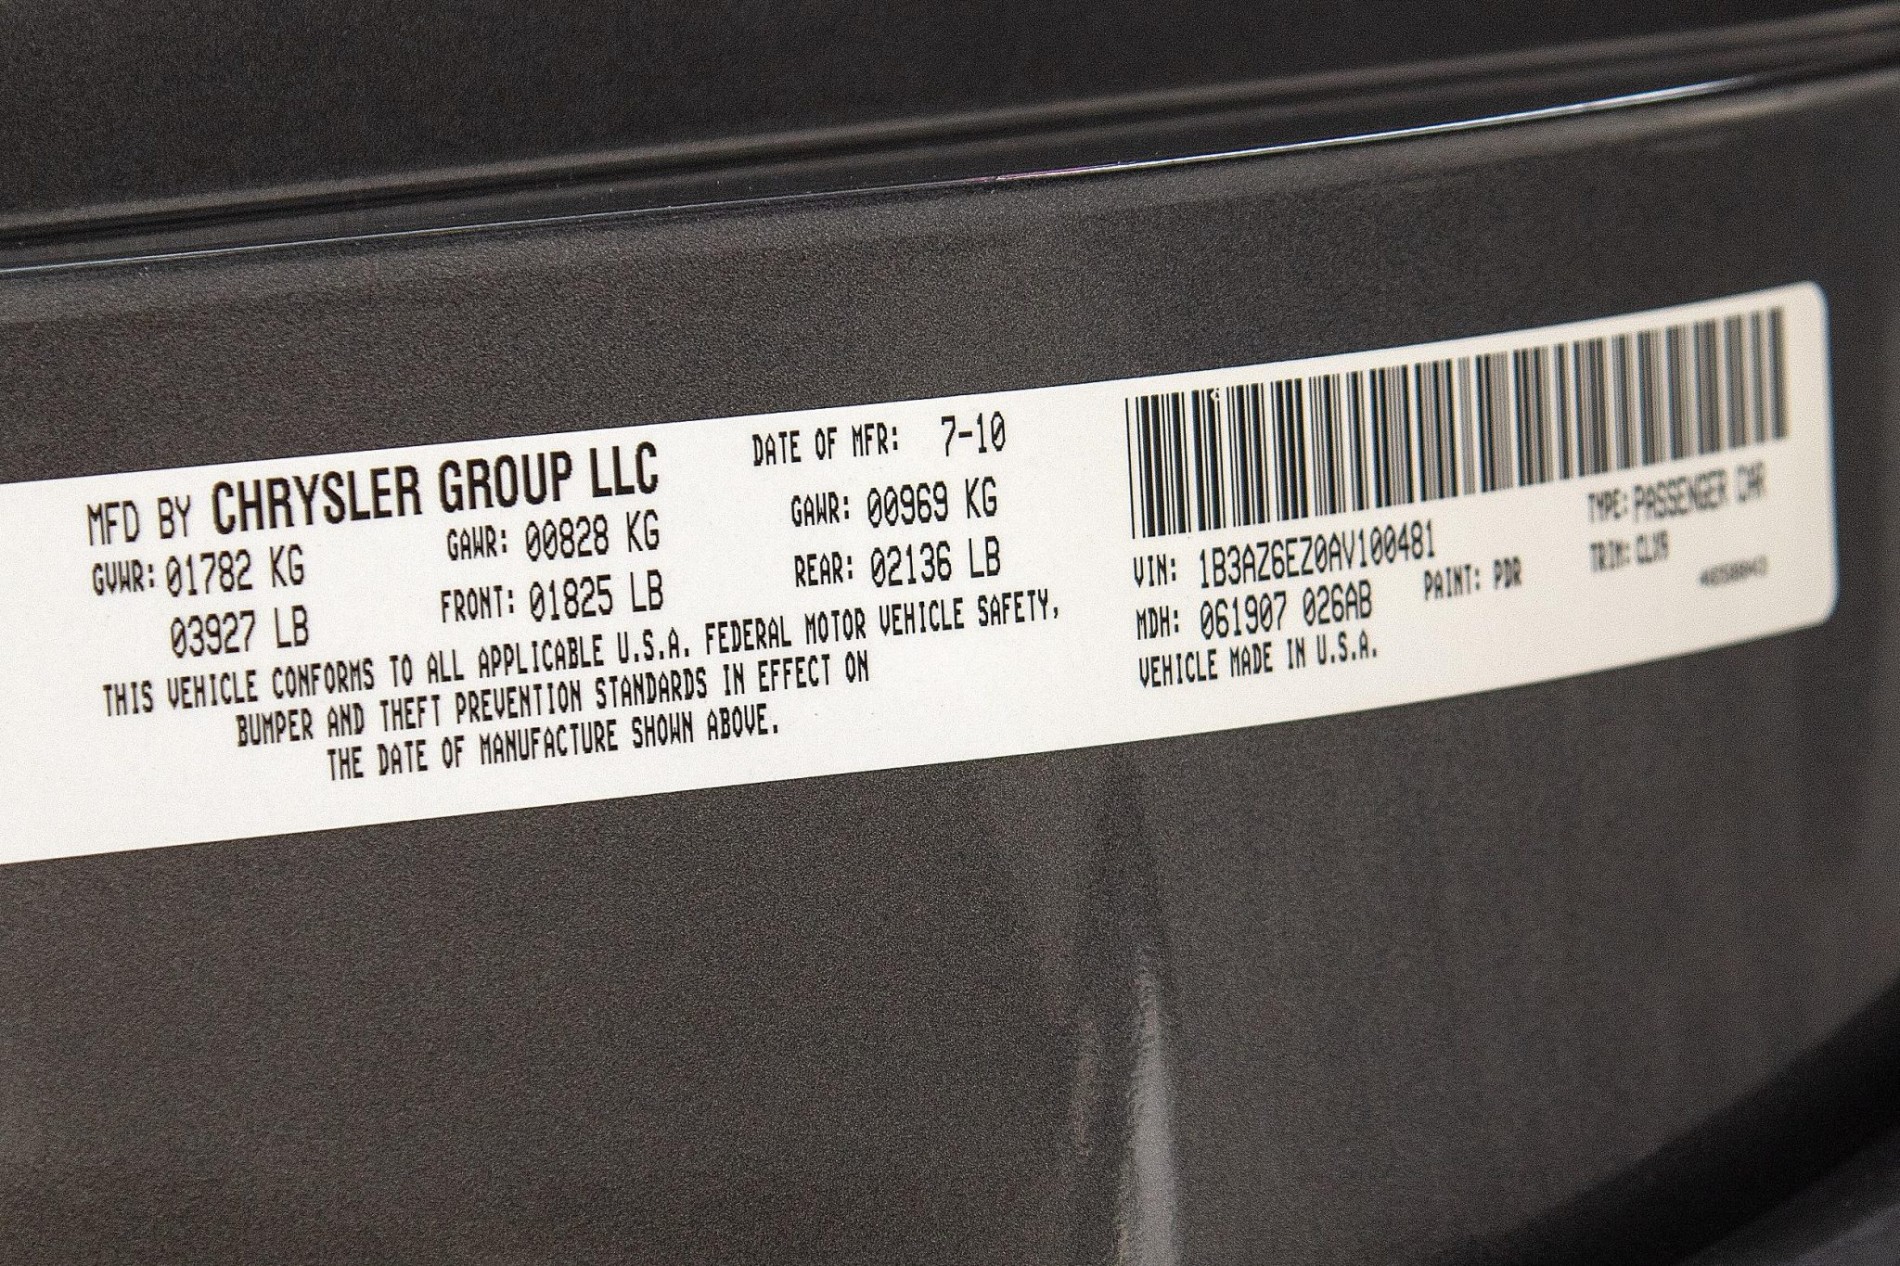 MFD BY CHRYSLER GROUP LLC
DATE OF MFR: 7-10
GVWR: 01782 KG
GAWR: 00828 KG
GAWR: 00969 KG
03927 LB
FRONT: 01825 LB
REAR: 02136 LB
THIS VEHICLE CONFORMS TO ALL APPLICABLE U.S.A. FEDERAL MOTOR VEHICLE SAFETY,
BUMPER AND THEFT PREVENTION STANDARDS IN EFFECT ON
THE DATE OF MANUFACTURE SHOWN ABOVE.
VIN: 1B3AZ6EZ0AV100481
TYPE: PASSENGER CAR
MDH: 061907 026AB
PAINT: PDR
TRIM: CLX9
VEHICLE MADE IN U.S.A.